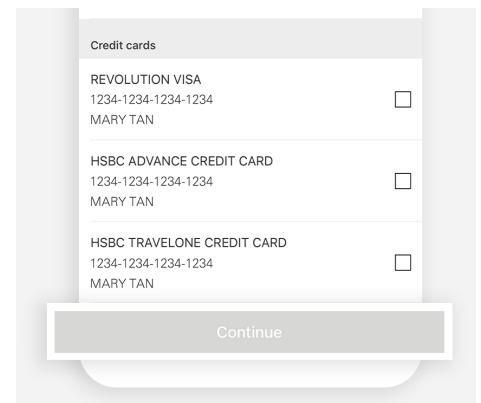 Credit cards
REVOLUTION VISA
1234-1234-1234-1234
MARY TAN
HSBC ADVANCE CREDIT CARD
1234-1234-1234-1234
MARY TAN
HSBC TRAVELONE CREDIT CARD
1234-1234-1234-1234
MARY TAN
Continue